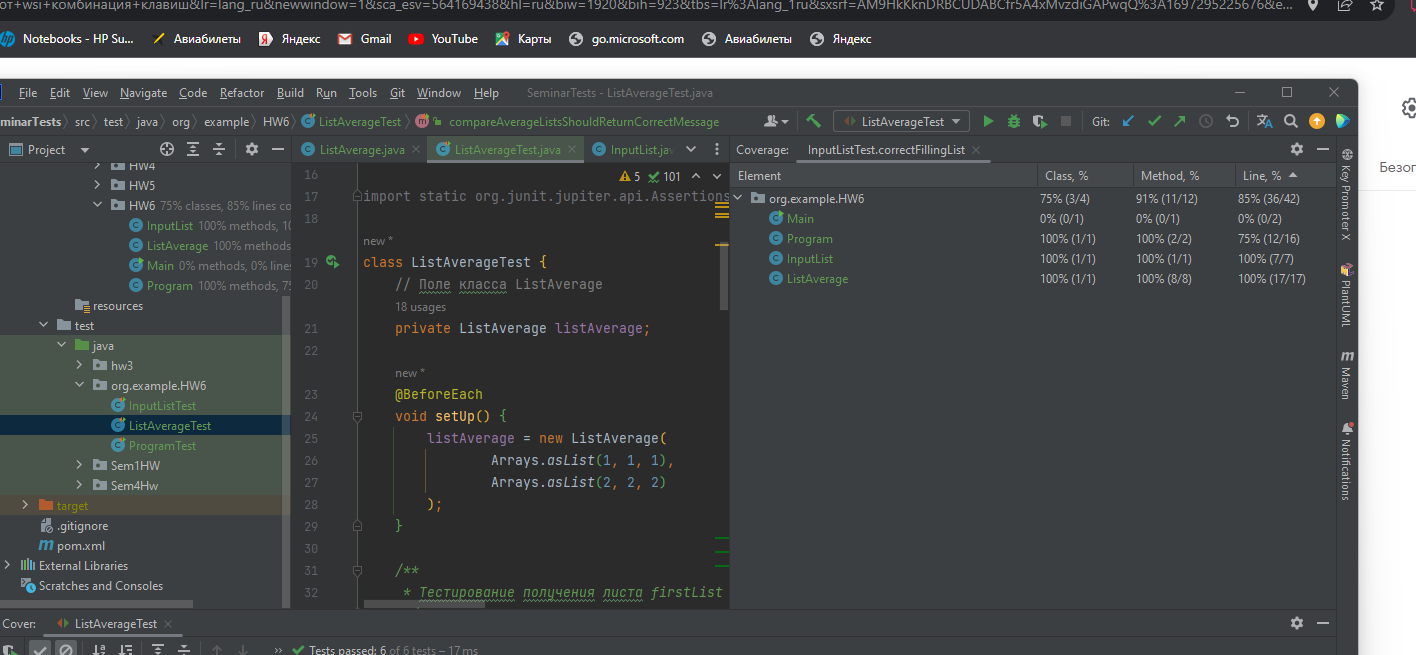 от+wsi+комбинация+клавиш&lr=lang_ru&newwindow=1&sca_esv=564169438&hl=ru&biw=1920&bih=923&tbs=lr%3Alang_1ru&sxsrf=AM9HkKknDRBCUDABCfr5A4xMvzdiGAPwqQ%3A1697295225676&e...
Notebooks - HP Su... Авиабилеты Яндекс Gmail YouTube Карты go.microsoft.com Авиабилеты Яндекс
File Edit View Navigate Code Refactor Build Run Tools Git Window Help SeminarTests - ListAverageTest.java
minarTests src test java org example HW6 ListAverageTest compareAverageListsShouldReturnCorrectMessage ListAverageTest Git:
Project ListAverage.java ListAverageTest.java InputList.jav Coverage: InputListTest.correctFillingList
Безоп
HW4
HW5
HW6 75% classes, 85% lines co
InputList 100% methods, 10
ListAverage 100% methods
Main 0% methods, 0% lines
Program 100% methods, 75
resources
test
java
hw3
org.example.HW6
InputListTest
ListAverageTest
ProgramTest
Sem1HW
Sem4Hw
target
.gitignore
pom.xml
External Libraries
Scratches and Consoles
5 101
16
17 import static org.junit.jupiter.api.Assertions
18
new *
19 class ListAverageTest {
20 // Поле класса ListAverage
18 usages
21 private ListAverage listAverage;
22
new *
23 @BeforeEach
24 void setUp() {
25 listAverage = new ListAverage(
26 Arrays.asList(1, 1, 1),
27 Arrays.asList(2, 2, 2)
28 );
29 }
30
31 /**
32 * Тестирование получения листа firstList
Element Class, % Method, % Line, %
org.example.HW6 75% (3/4) 91% (11/12) 85% (36/42)
Main 0% (0/1) 0% (0/1) 0% (0/2)
Program 100% (1/1) 100% (2/2) 75% (12/16)
InputList 100% (1/1) 100% (1/1) 100% (7/7)
ListAverage 100% (1/1) 100% (8/8) 100% (17/17)
Key Promoter X
PlantUML
Maven
Notifications
Cover: ListAverageTest
Tests passed: 6 of 6 tests – 17 ms